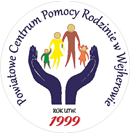 Powiatowe Centrum Pomocy Rodzinie w Wejherowie
ROK UTW.
1999